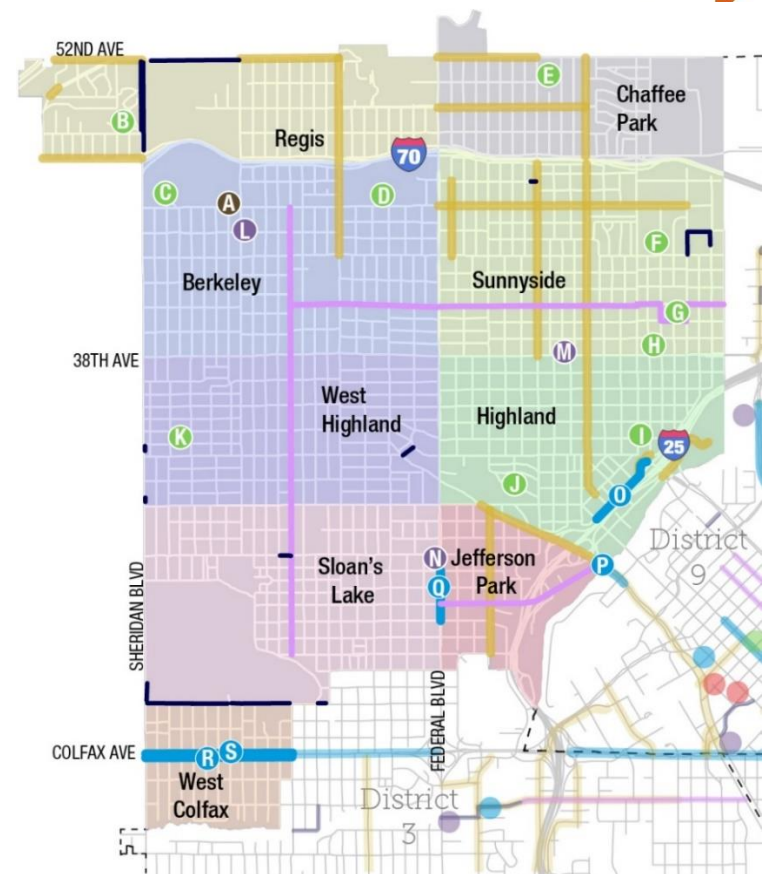 52ND AVE
E
Chaffee
Park
B
Regis
70
C
A
D
L
F
Berkeley
Sunnyside
G
38TH AVE
M
H
West
Highland
Highland
K
I
25
J
O
District
9
N
Jefferson
Park
P
Sloan's
Lake
Q
SHERIDAN BLVD
FEDERAL BLVD
COLFAX AVE
R
S
West
Colfax
District
3